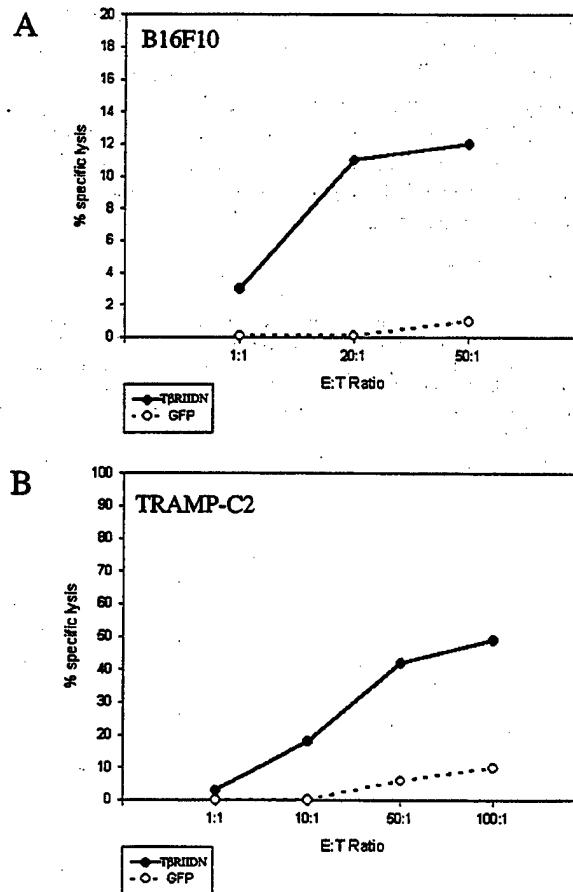 A
B16F10
20
18
16
14
12
10
8
6
4
2
0
% specific lysis
1:1 20:1 50:1
E:T Ratio
TβRIIDN
GFP
B
TRAMP-C2
100
90
80
70
60
50
40
30
20
10
0
% specific lysis
1:1 10:1 50:1 100:1
E:T Ratio
TβRIIDN
GFP